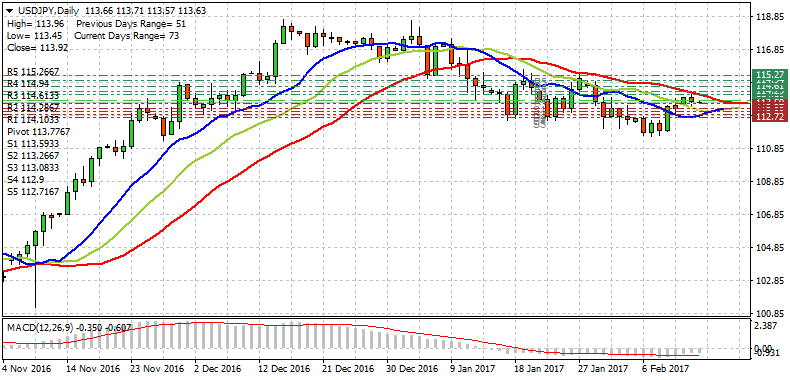 USDJPY,Daily 113.66 113.71 113.57 113.63
High= 113.96 Previous Days Range= 51
Low= 113.45 Current Days Range= 73
Close= 113.92
R5 115.2667
R4 114.94
R3 114.6133
R2 114.2867
R1 114.1033
Pivot 113.7767
S1 113.5933
S2 113.2667
S3 113.0833
S4 112.9
S5 112.7167
118.85
116.85
115.27
112.72
110.85
108.85
106.85
104.85
102.85
100.85
MACD(12,26,9) -0.350 -0.607
2.387
0.00
-0.931
4 Nov 2016 14 Nov 2016 23 Nov 2016 2 Dec 2016 12 Dec 2016 21 Dec 2016 30 Dec 2016 9 Jan 2017 18 Jan 2017 27 Jan 2017 6 Feb 2017